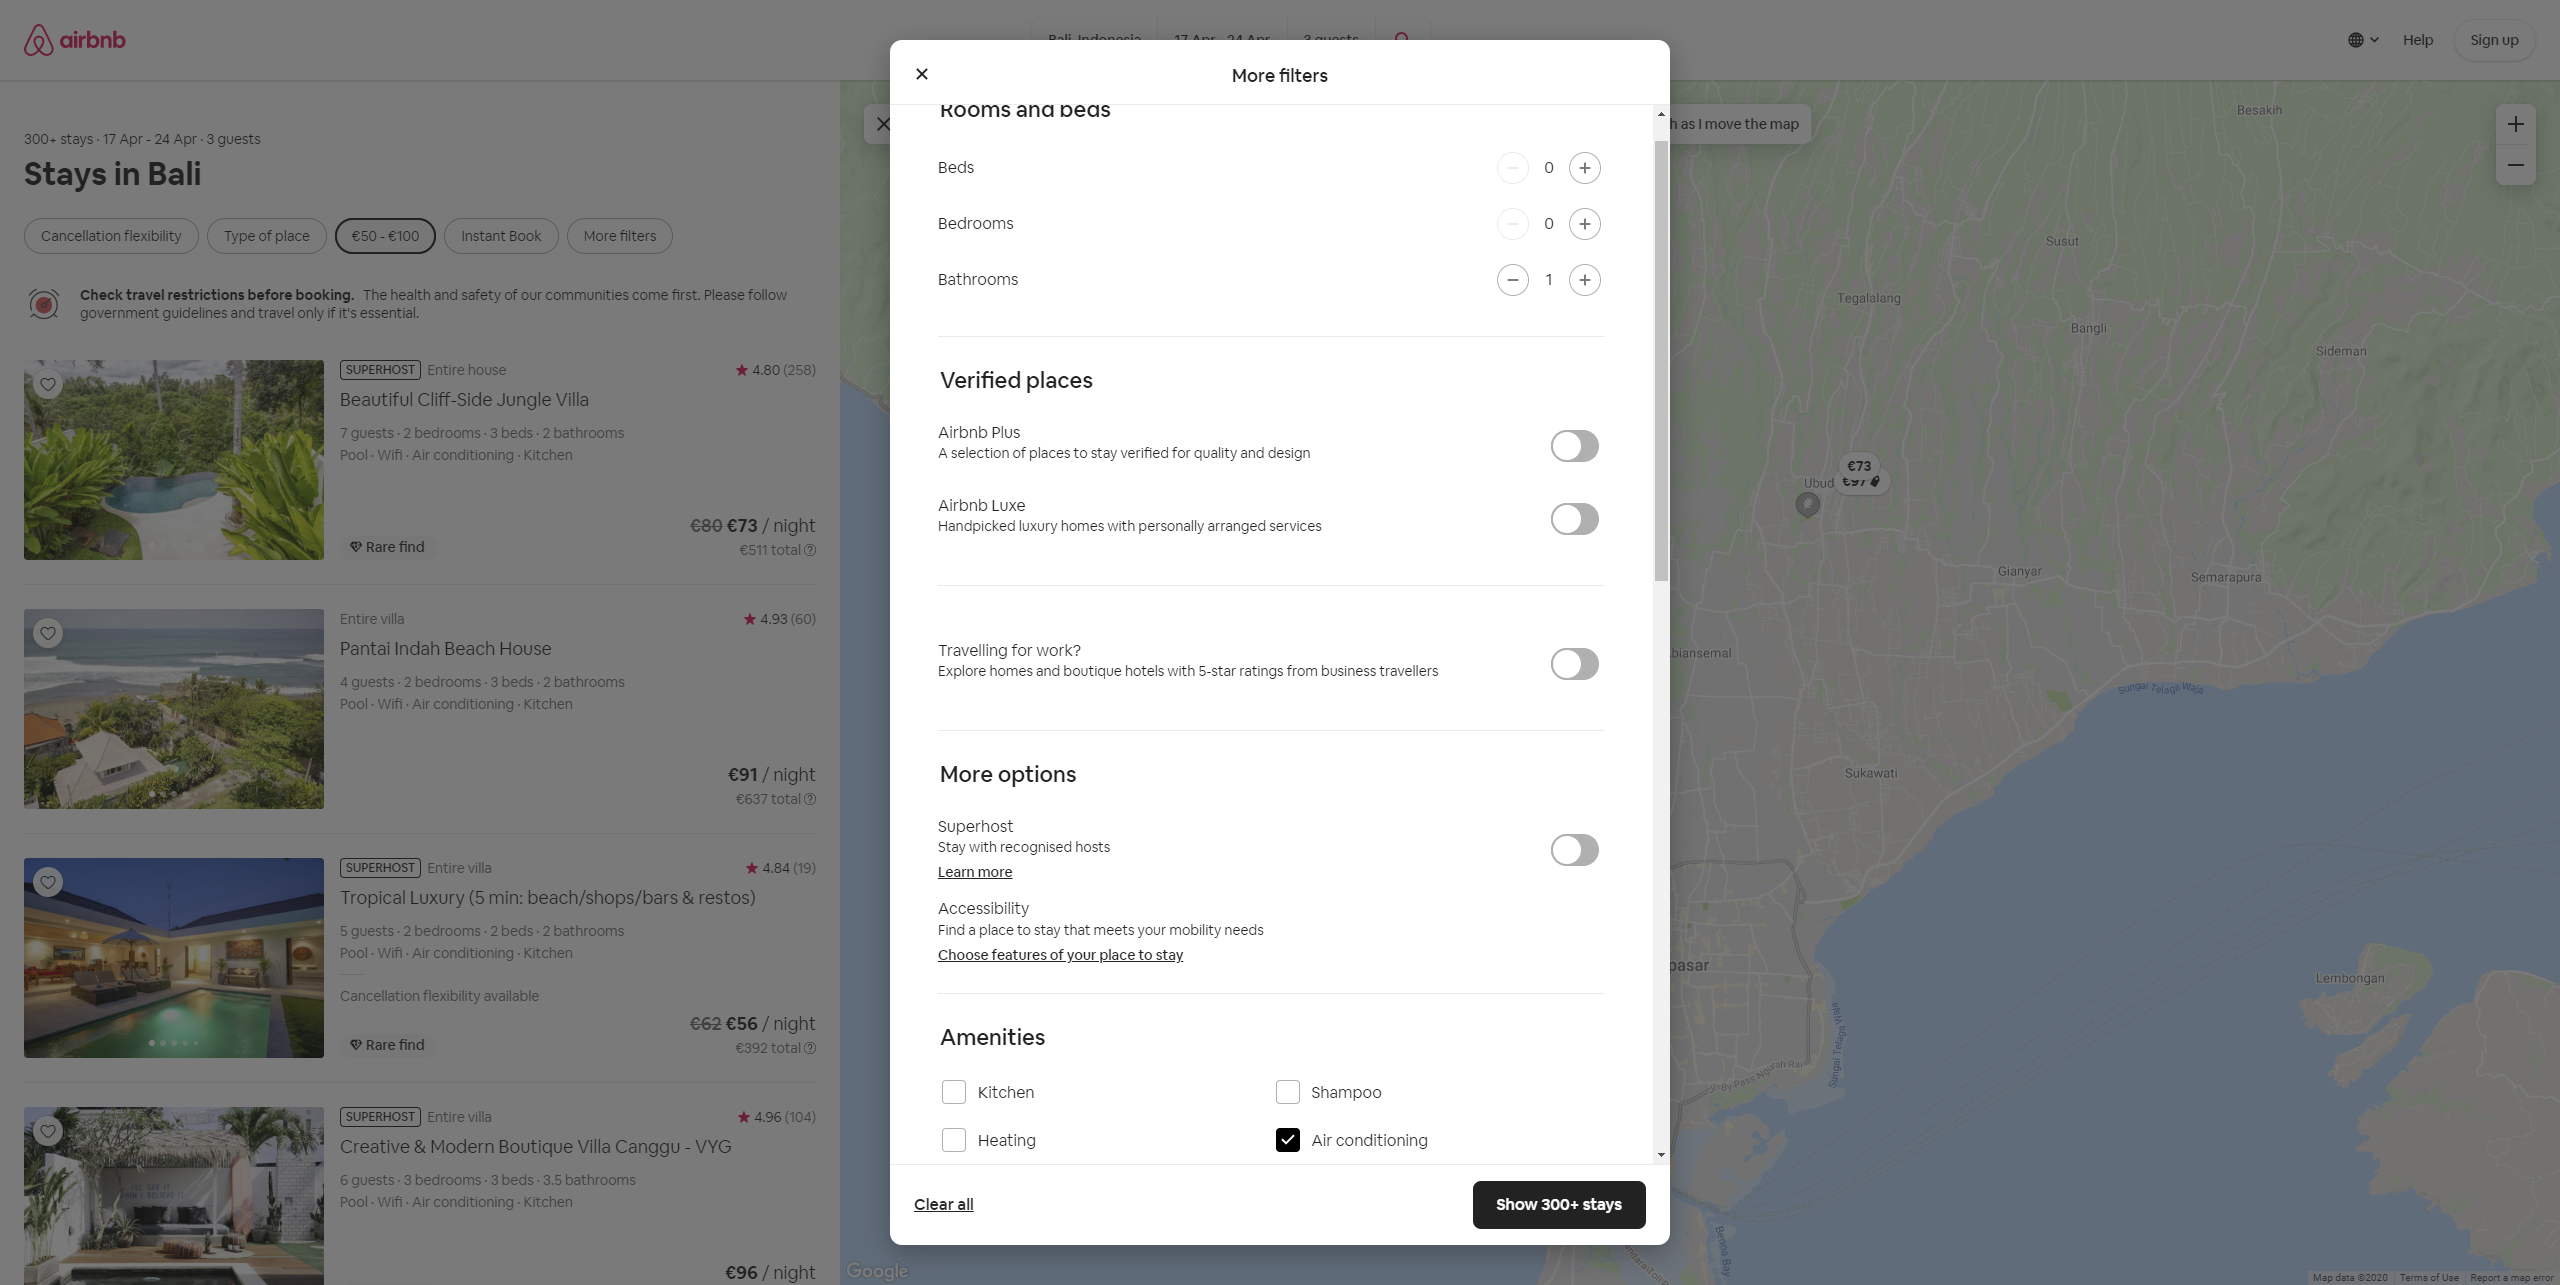 airbnb
Bali, Indonesia
17 Apr - 24 Apr
3 guests
Help
Sign up
300+ stays · 17 Apr - 24 Apr · 3 guests
Stays in Bali
Cancellation flexibility
Type of place
€50 - €100
Instant Book
More filters
Check travel restrictions before booking. The health and safety of our communities come first. Please follow
government guidelines and travel only if it's essential.
SUPERHOST Entire house
4.80 (258)
Beautiful Cliff-Side Jungle Villa
7 guests · 2 bedrooms · 3 beds · 2 bathrooms
Pool · Wifi · Air conditioning · Kitchen
€80 €73 / night
Rare find
€511 total
Entire villa
4.93 (60)
Pantai Indah Beach House
4 guests · 2 bedrooms · 3 beds · 2 bathrooms
Pool · Wifi · Air conditioning · Kitchen
€91 / night
€637 total
SUPERHOST Entire villa
4.84 (19)
Tropical Luxury (5 min: beach/shops/bars & restos)
5 guests · 2 bedrooms · 2 beds · 2 bathrooms
Pool · Wifi · Air conditioning · Kitchen
Cancellation flexibility available
€62 €56 / night
Rare find
€392 total
SUPERHOST Entire villa
4.96 (104)
Creative & Modern Boutique Villa Canggu - VYG
6 guests · 3 bedrooms · 3 beds · 3.5 bathrooms
Pool · Wifi · Air conditioning · Kitchen
€96 / night
More filters
Rooms and beds
Beds
0
Bedrooms
0
Bathrooms
1
Verified places
Airbnb Plus
A selection of places to stay verified for quality and design
Airbnb Luxe
Handpicked luxury homes with personally arranged services
Travelling for work?
Explore homes and boutique hotels with 5-star ratings from business travellers
More options
Superhost
Stay with recognised hosts
Learn more
Accessibility
Find a place to stay that meets your mobility needs
Choose features of your place to stay
Amenities
Kitchen
Shampoo
Heating
Air conditioning
Clear all
Show 300+ stays
h as I move the map
Besakih
Susut
Tegalalang
Bangli
Sideman
€73
Ubud
€97
Gianyar
Semarapura
biansemal
Sungai Telaga Waja
Sukawati
pasar
Lembongan
Sungai Telaga Waja
Jl. By Pass Ngurah Rai
Benoa Bay
Google
Map data ©2020
Terms of Use
Report a map error